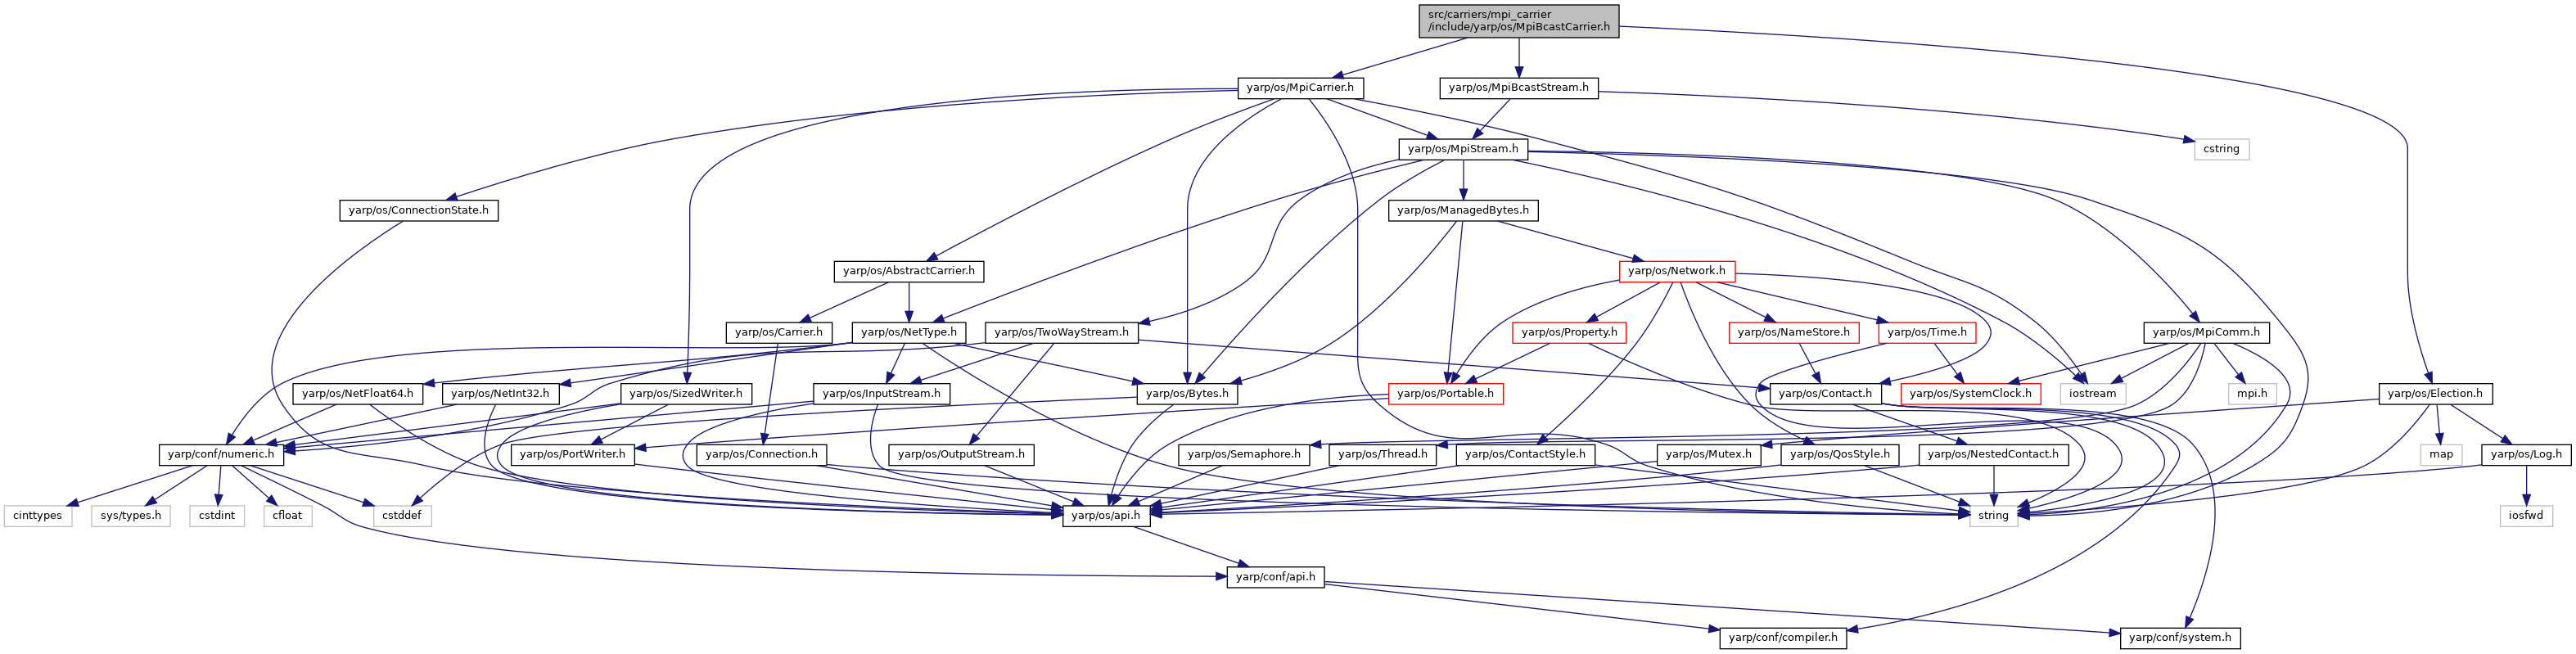 src/carriers/mpi_carrier
/include/yarp/os/MpiBcastCarrier.h
yarp/os/MpiCarrier.h
yarp/os/MpiBcastStream.h
yarp/os/MpiStream.h
cstring
yarp/os/ConnectionState.h
yarp/os/ManagedBytes.h
yarp/os/AbstractCarrier.h
yarp/os/Network.h
yarp/os/Carrier.h
yarp/os/NetType.h
yarp/os/TwoWayStream.h
yarp/os/Property.h
yarp/os/NameStore.h
yarp/os/Time.h
yarp/os/MpiComm.h
yarp/os/NetFloat64.h
yarp/os/NetInt32.h
yarp/os/SizedWriter.h
yarp/os/InputStream.h
yarp/os/Bytes.h
yarp/os/Portable.h
yarp/os/Contact.h
yarp/os/SystemClock.h
iostream
mpi.h
yarp/os/Election.h
yarp/conf/numeric.h
yarp/os/PortWriter.h
yarp/os/Connection.h
yarp/os/OutputStream.h
yarp/os/Semaphore.h
yarp/os/Thread.h
yarp/os/ContactStyle.h
yarp/os/Mutex.h
yarp/os/QosStyle.h
yarp/os/NestedContact.h
map
yarp/os/Log.h
cinttypes
sys/types.h
cstdint
cfloat
cstddef
yarp/os/api.h
string
iosfwd
yarp/conf/api.h
yarp/conf/compiler.h
yarp/conf/system.h